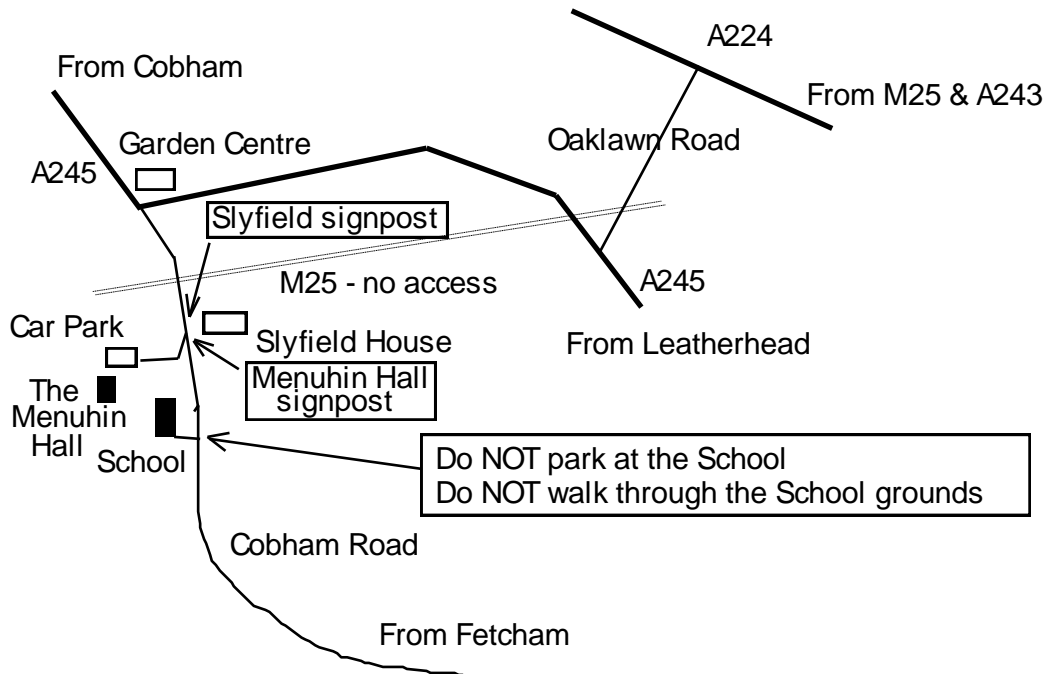 A224
From Cobham
From M25 & A243
Garden Centre
Oaklawn Road
A245
Slyfield signpost
M25 - no access
A245
Car Park
Slyfield House
From Leatherhead
Menuhin Hall
signpost
The
Menuhin
Hall
School
Do NOT park at the School
Do NOT walk through the School grounds
Cobham Road
From Fetcham